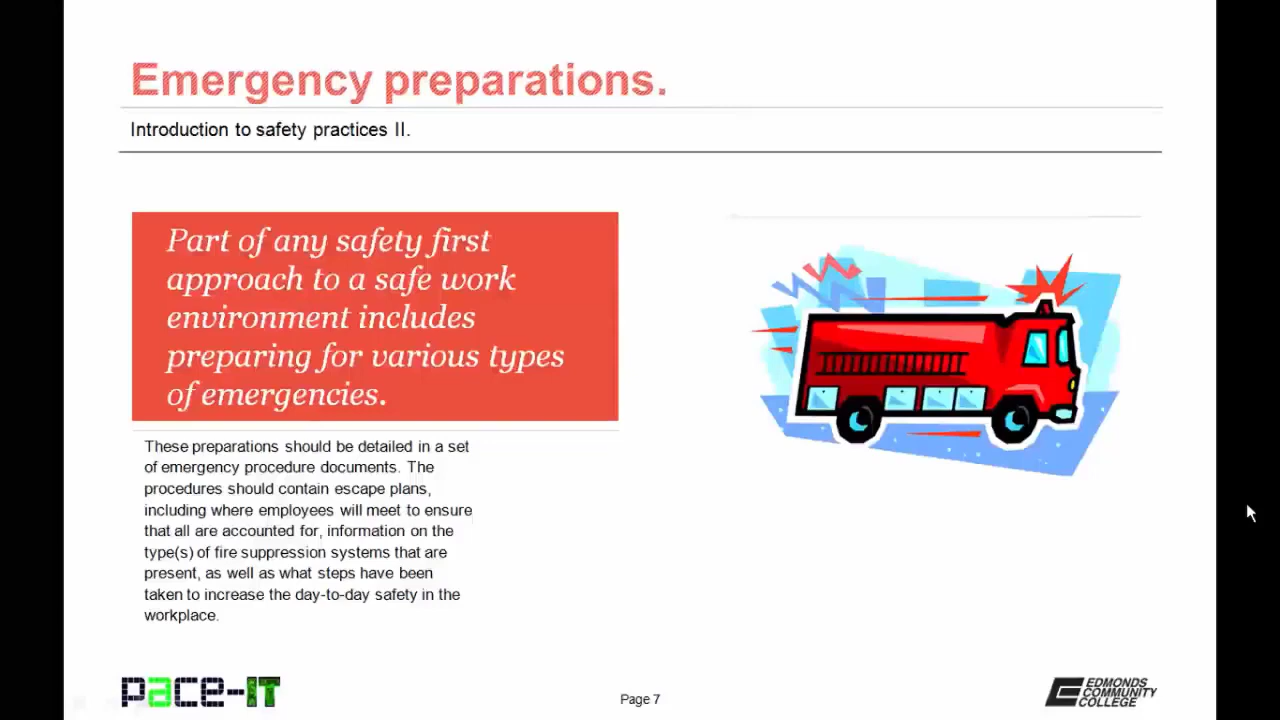 Emergency preparations.
Introduction to safety practices II.
Part of any safety first
approach to a safe work
environment includes
preparing for various types
of emergencies.
These preparations should be detailed in a set
of emergency procedure documents. The
procedures should contain escape plans,
including where employees will meet to ensure
that all are accounted for, information on the
type(s) of fire suppression systems that are
present, as well as what steps have been
taken to increase the day-to-day safety in the
workplace.
pace-IT
Page 7
EDMONDS
COMMUNITY
COLLEGE